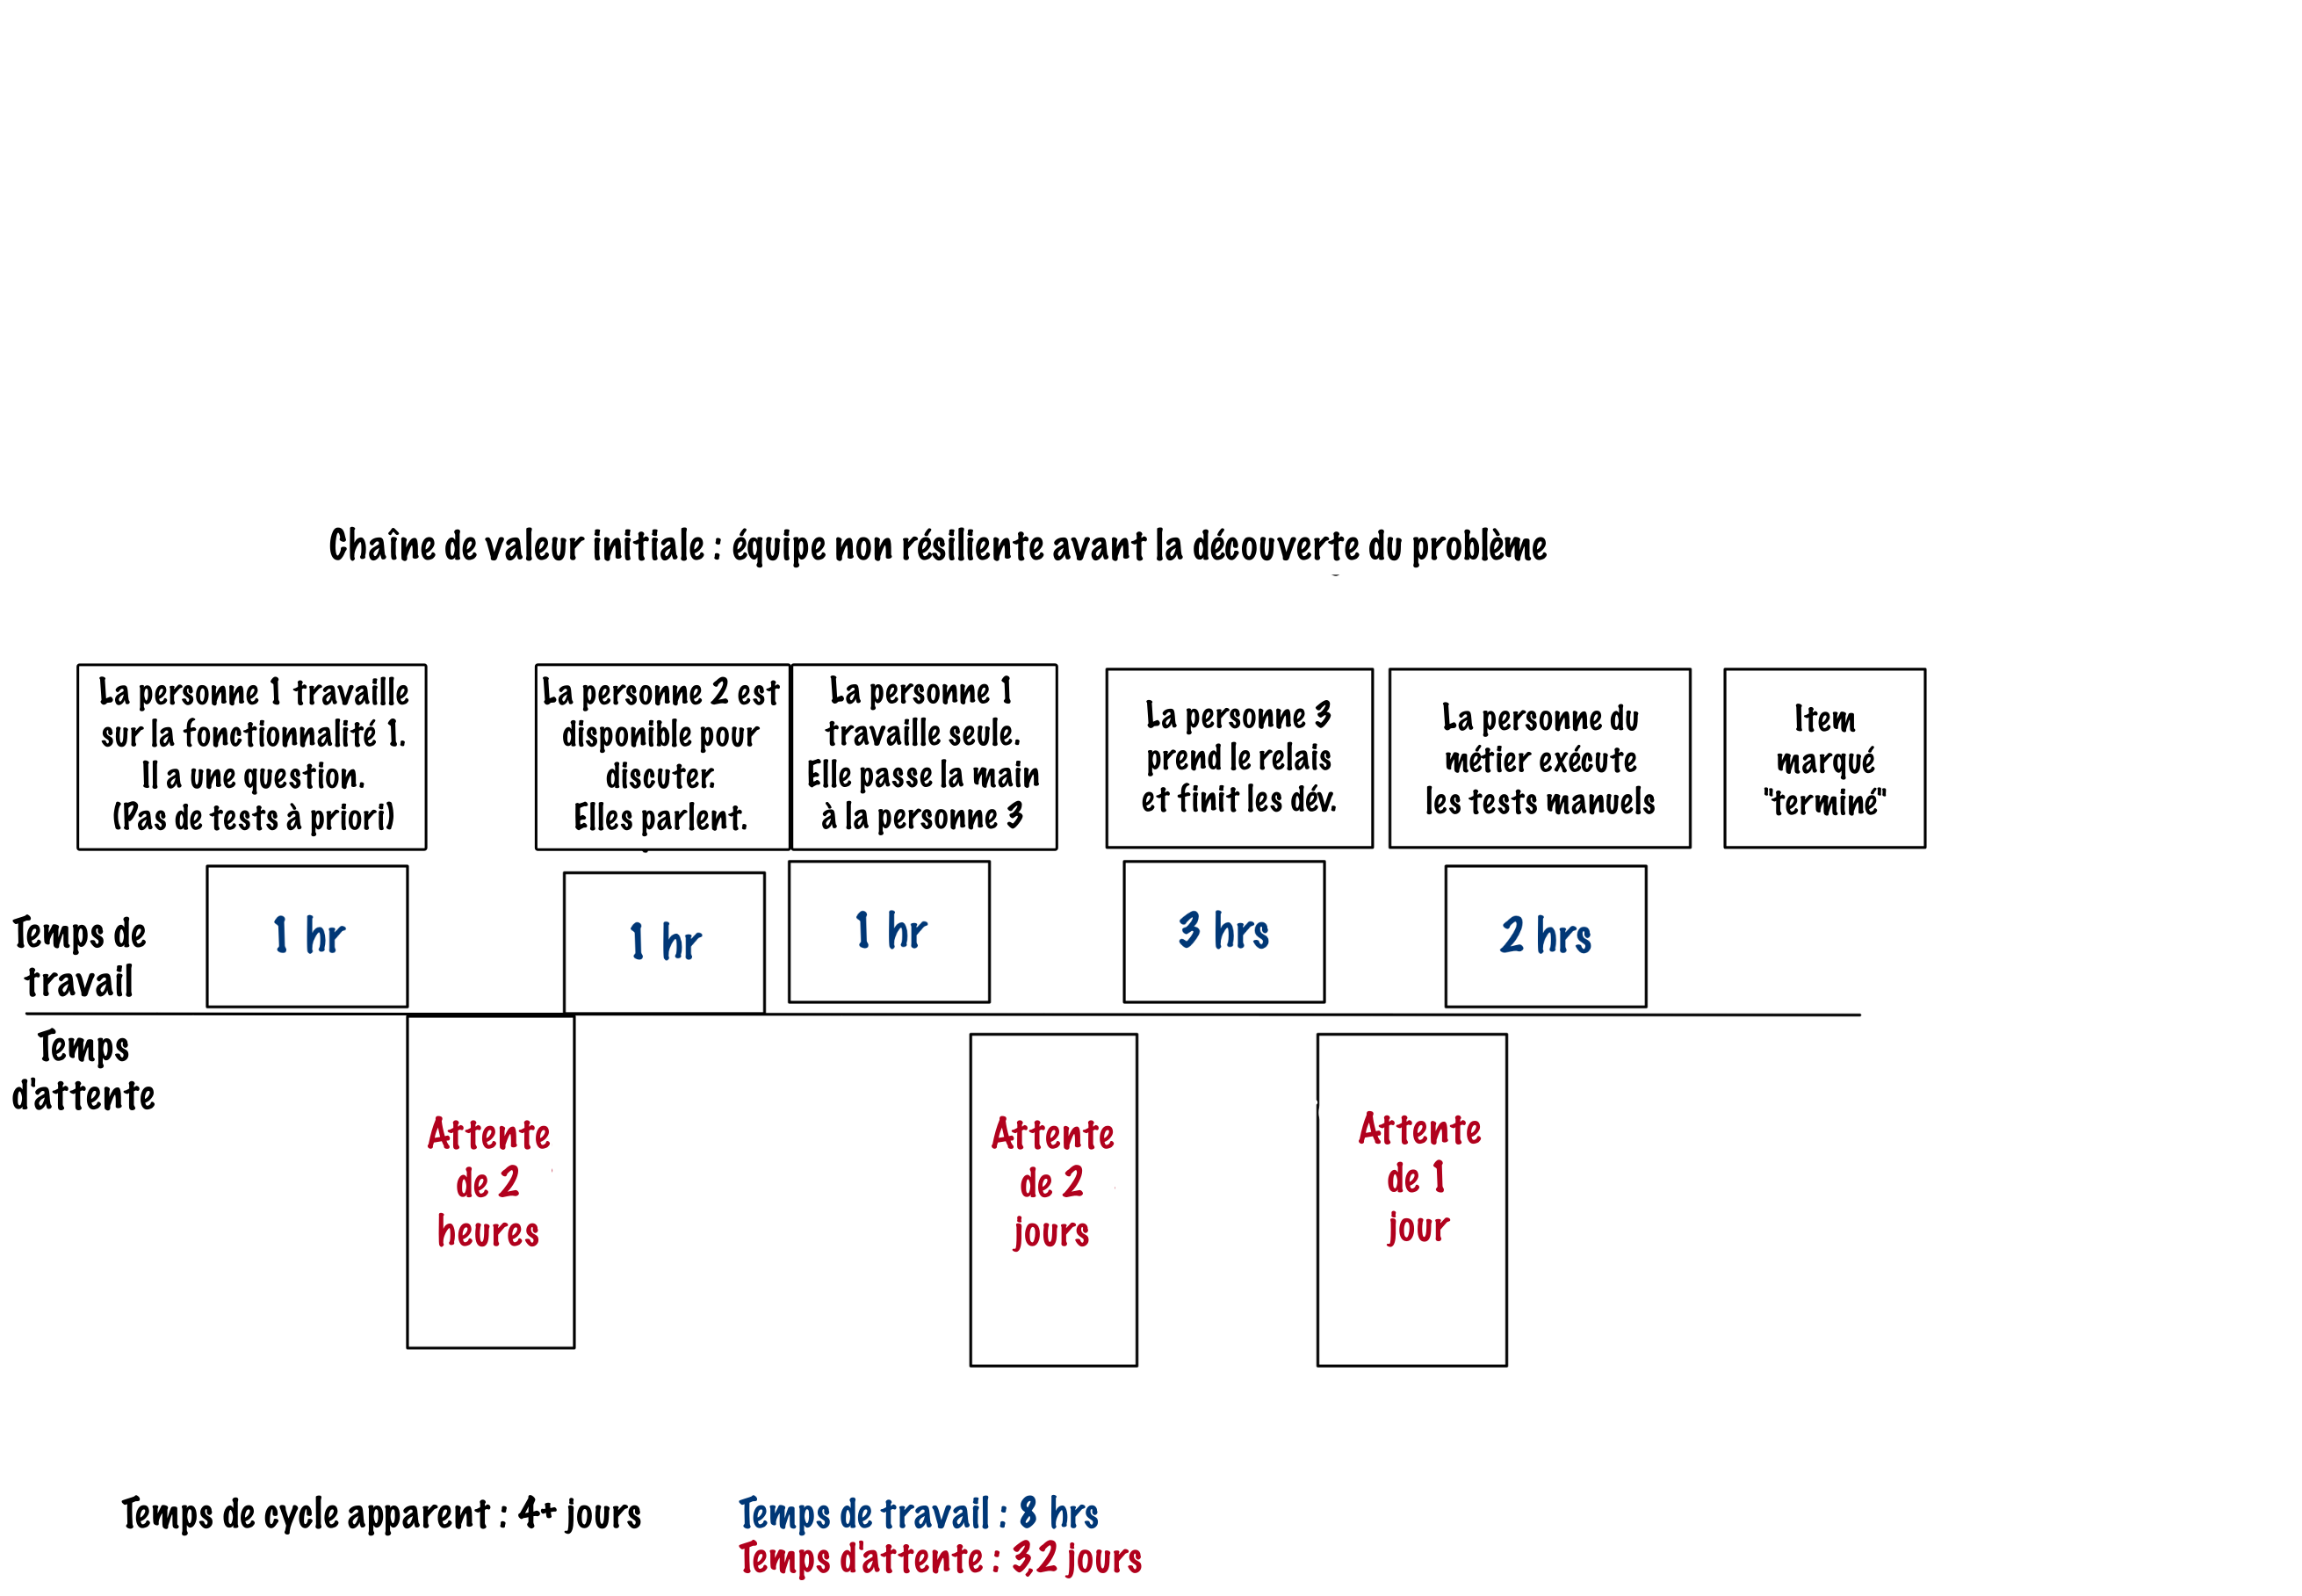 Chaîne de valeur initiale : équipe non résiliente avant la découverte du problème
La personne 1 travaille
sur la fonctionnalité 1.
Il a une question.
(Pas de tests à priori)
La personne 2 est
disponible pour
discuter.
Elles parlent.
La personne 1
travaille seule.
Elle passe la main
à la personne 3
La personne 3
prend le relais
et finit les dév.
La personne du
métier exécute
les tests manuels
Item
marqué
"terminé"
Temps de
travail
1 hr
1 hr
1 hr
3 hrs
2 hrs
Temps
d'attente
Attente
de 2
heures
Attente
de 2
jours
Attente
de 1
jour
Temps de cycle apparent : 4+ jours
Temps de travail : 8 hrs
Temps d'attente : 3,2 jours